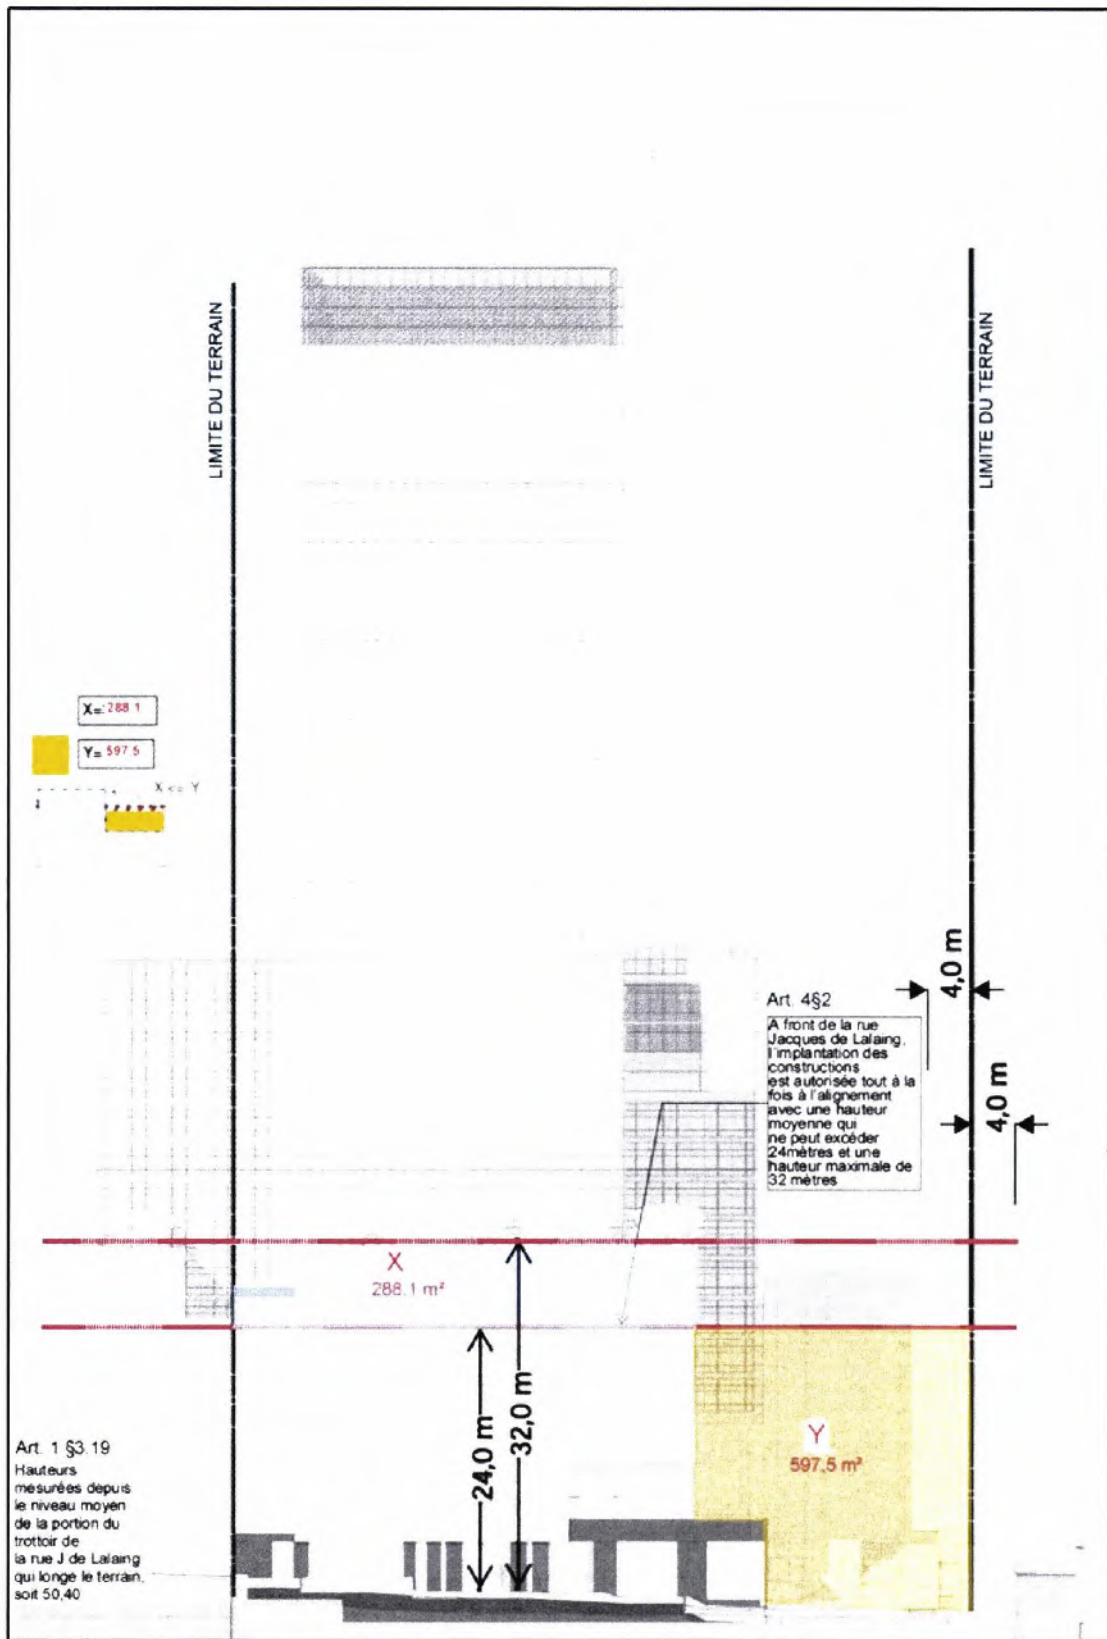 LIMITE DU TERRAIN
LIMITE DU TERRAIN
X= 288.1
Y= 597.5
X <= Y
4,0 m
4,0 m
Art. 4§2
A front de la rue
Jacques de Lalaing,
l'implantation des
constructions
est autorisée tout à la
fois à l'alignement
avec une hauteur
moyenne qui
ne peut excéder
24mètres et une
hauteur maximale de
32 mètres
X
288.1 m²
24,0 m
32,0 m
Y
597,5 m²
Art. 1 §3.19
Hauteurs
mesurées depuis
le niveau moyen
de la portion du
trottoir de
la rue J de Lalaing
qui longe le terrain,
soit 50,40